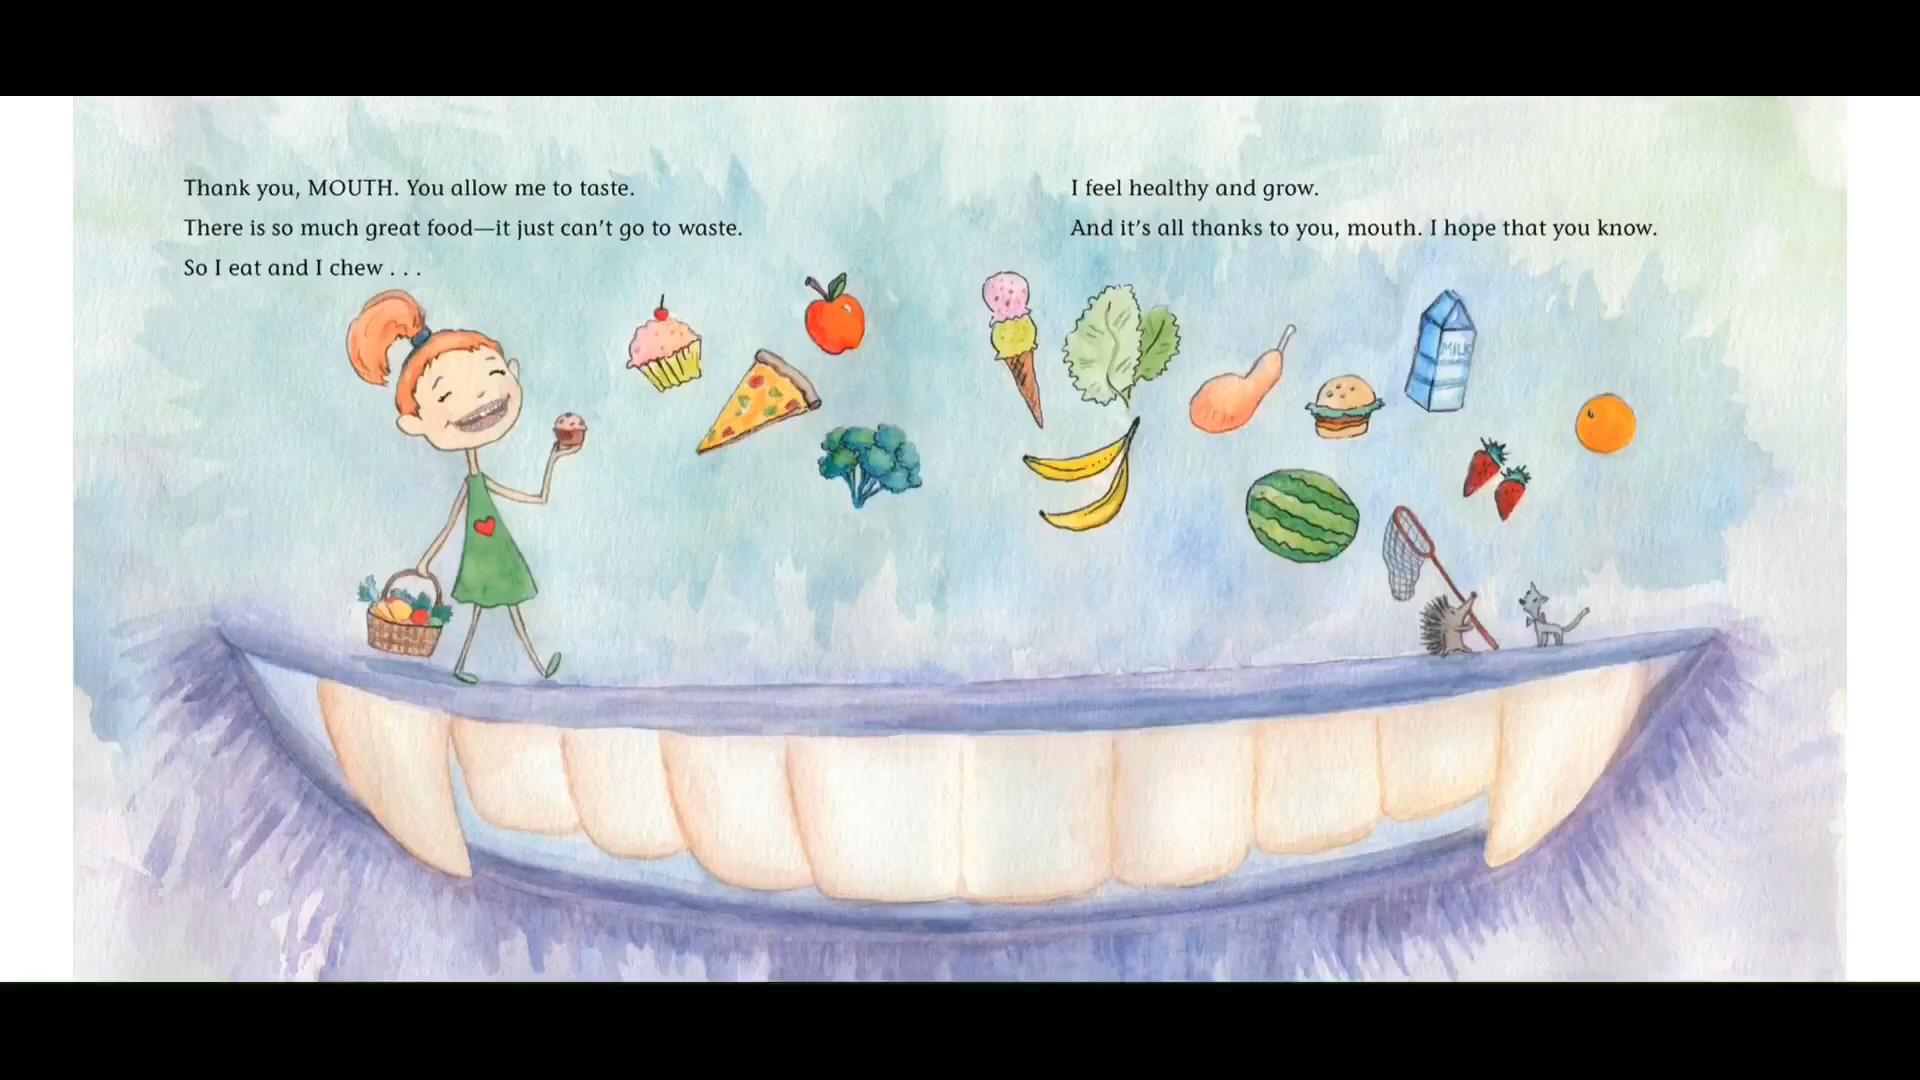 Thank you, MOUTH. You allow me to taste.
There is so much great food—it just can't go to waste.
So I eat and I chew . . .
I feel healthy and grow.
And it's all thanks to you, mouth. I hope that you know.
MILK